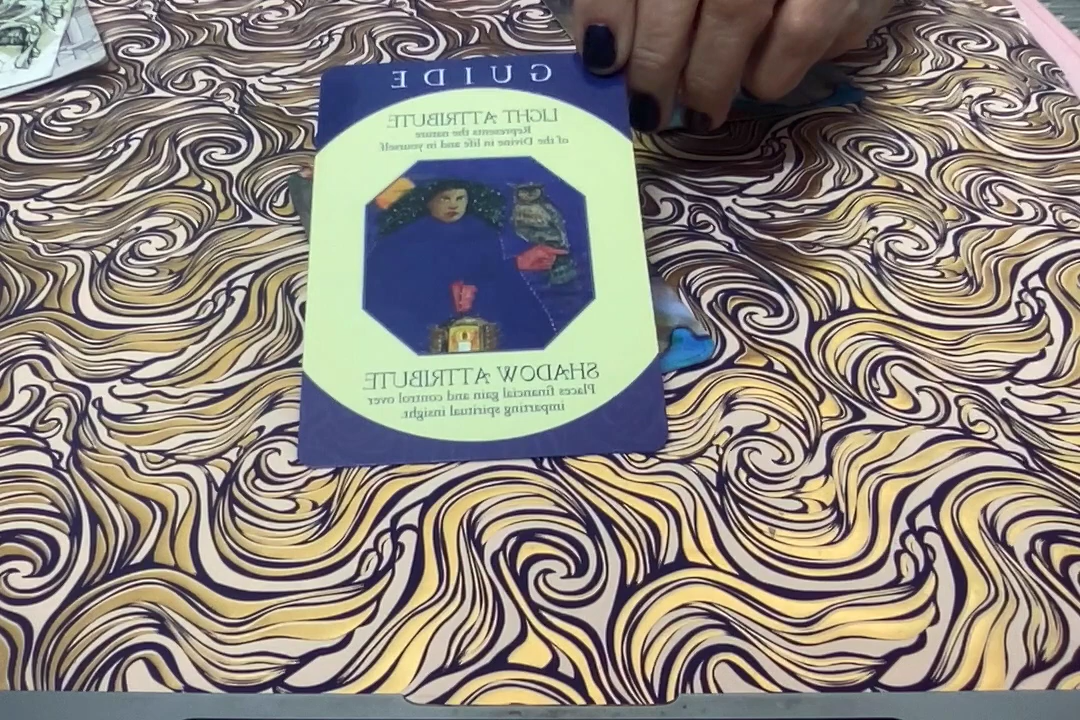 GUIDE
LIGHT ATTRIBUTE
Represents the nature
of the Divine in life and in yourself.
SHADOW ATTRIBUTE
Places financial gain and control over
imparting spiritual insight.